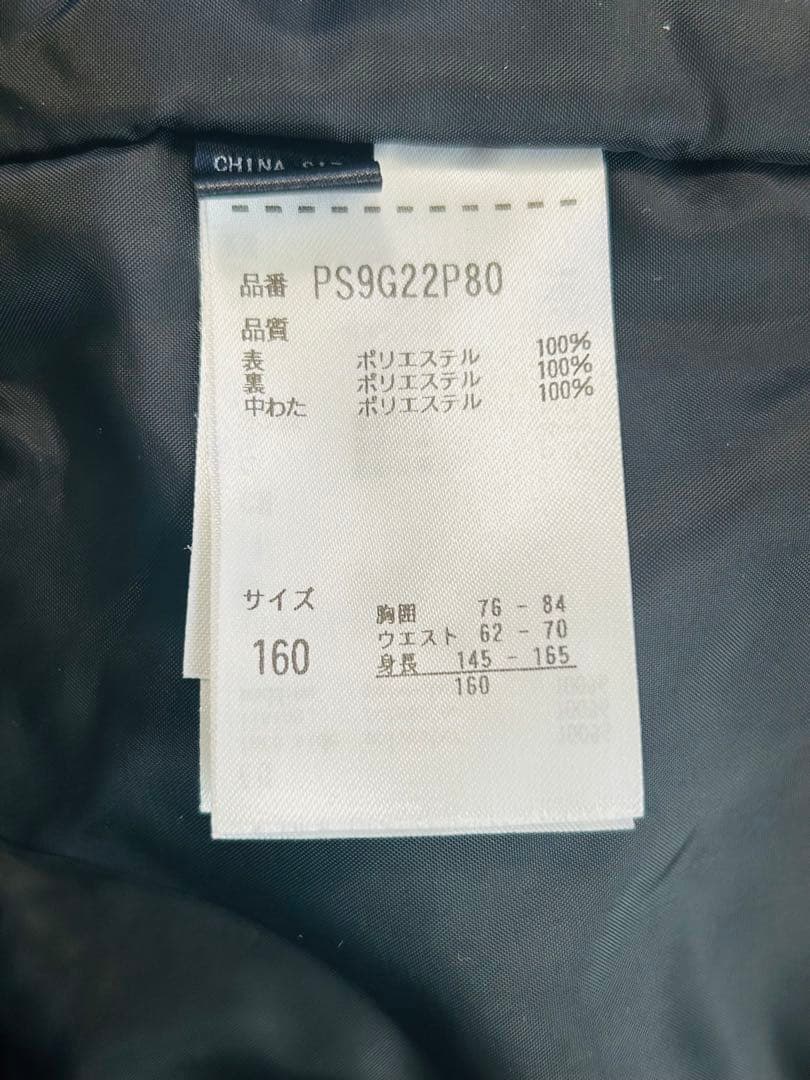 CHINA
品番 PS9G22P80
品質
表 ポリエステル 100%
裏 ポリエステル 100%
中わた ポリエステル 100%
サイズ
160
胸囲 76 - 84
ウエスト 62 - 70
身長 145 - 165
160